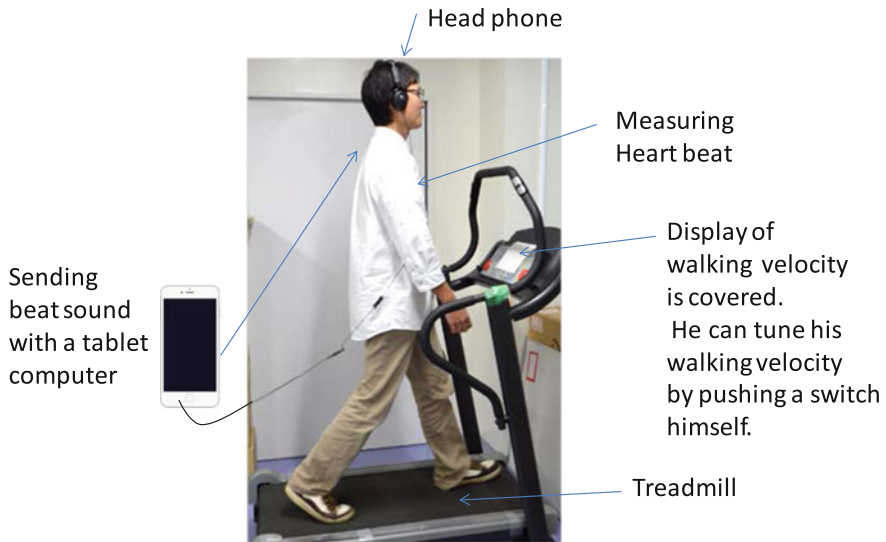 Head phone
Measuring
Heart beat
Display of
walking velocity
is covered.
He can tune his
walking velocity
by pushing a switch
himself.
Sending
beat sound
with a tablet
computer
Treadmill